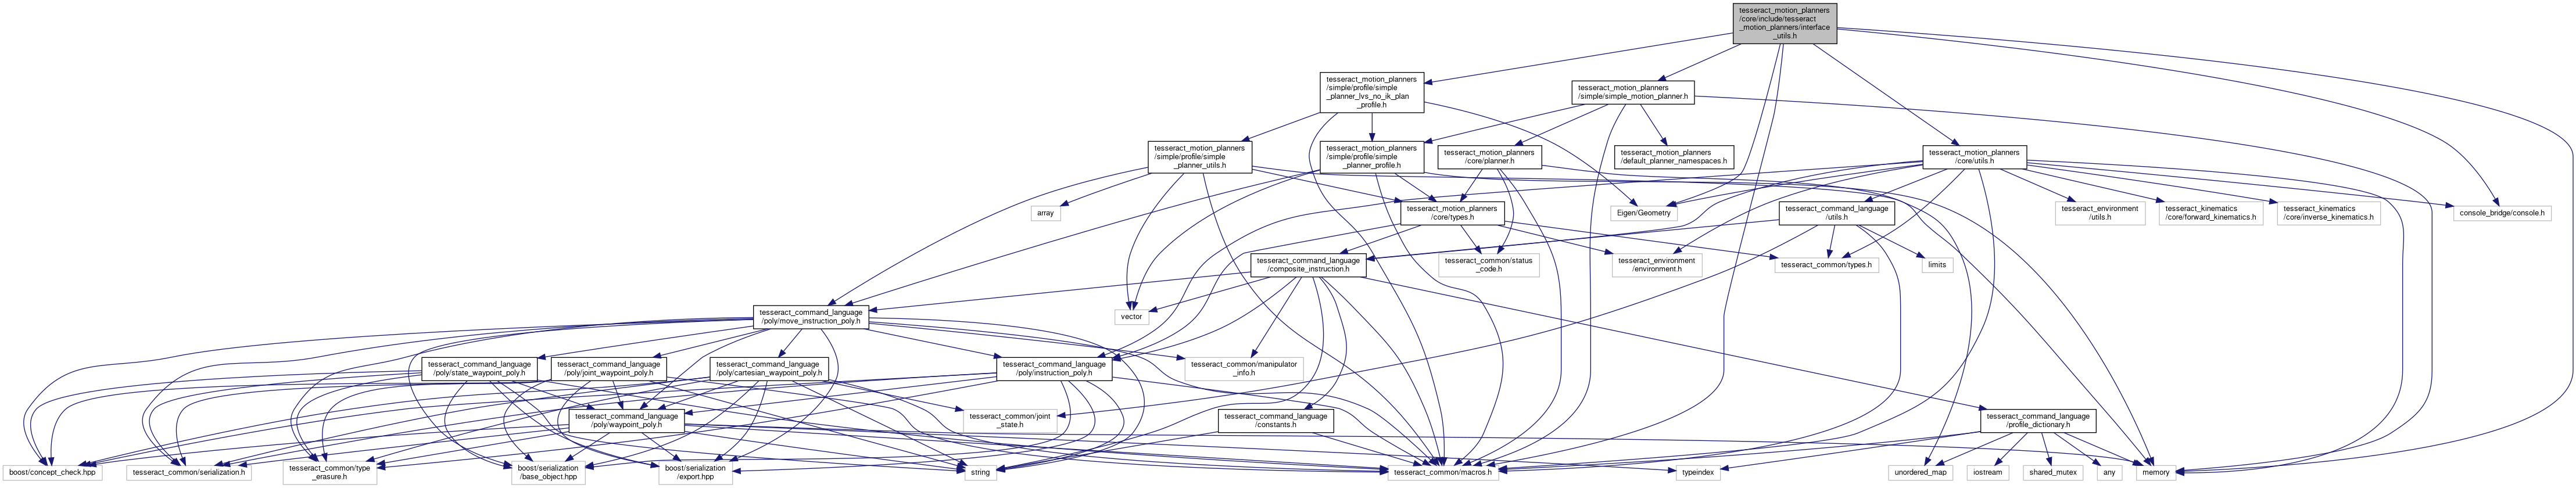 tesseract_motion_planners
/core/include/tesseract
_motion_planners/interface
_utils.h
tesseract_motion_planners
/simple/profile/simple
_planner_lvs_no_ik_plan
_profile.h
tesseract_motion_planners
/simple/simple_motion_planner.h
tesseract_motion_planners
/simple/profile/simple
_planner_utils.h
tesseract_motion_planners
/simple/profile/simple
_planner_profile.h
tesseract_motion_planners
/core/planner.h
tesseract_motion_planners
/default_planner_namespaces.h
tesseract_motion_planners
/core/utils.h
array
tesseract_motion_planners
/core/types.h
Eigen/Geometry
tesseract_command_language
/utils.h
tesseract_environment
/utils.h
tesseract_kinematics
/core/forward_kinematics.h
tesseract_kinematics
/core/inverse_kinematics.h
console_bridge/console.h
tesseract_command_language
/composite_instruction.h
tesseract_common/status
_code.h
tesseract_environment
/environment.h
tesseract_common/types.h
limits
tesseract_command_language
/poly/move_instruction_poly.h
vector
tesseract_command_language
/poly/state_waypoint_poly.h
tesseract_command_language
/poly/joint_waypoint_poly.h
tesseract_command_language
/poly/cartesian_waypoint_poly.h
tesseract_command_language
/poly/instruction_poly.h
tesseract_common/manipulator
_info.h
tesseract_command_language
/poly/waypoint_poly.h
tesseract_common/joint
_state.h
tesseract_command_language
/constants.h
tesseract_command_language
/profile_dictionary.h
boost/concept_check.hpp
tesseract_common/serialization.h
tesseract_common/type
_erasure.h
boost/serialization
/base_object.hpp
boost/serialization
/export.hpp
string
tesseract_common/macros.h
typeindex
unordered_map
iostream
shared_mutex
any
memory